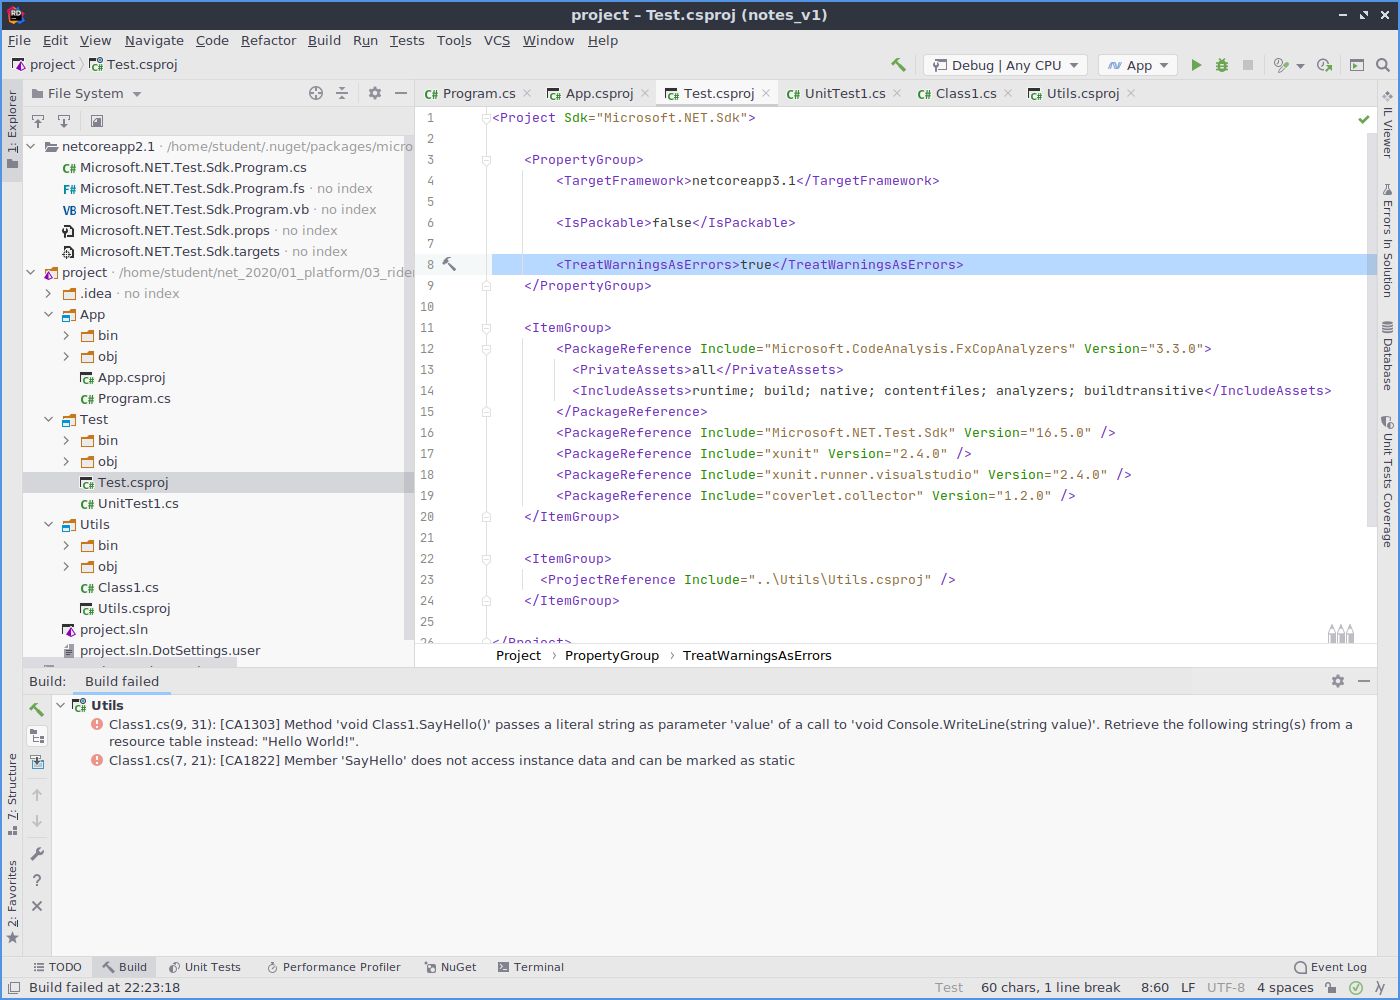 project – Test.csproj (notes_v1)
File Edit View Navigate Code Refactor Build Run Tests Tools VCS Window Help
project Test.csproj Debug | Any CPU App
1: Explorer
File System
netcoreapp2.1 · /home/student/.nuget/packages/micro
Microsoft.NET.Test.Sdk.Program.cs
Microsoft.NET.Test.Sdk.Program.fs · no index
Microsoft.NET.Test.Sdk.Program.vb · no index
Microsoft.NET.Test.Sdk.props · no index
Microsoft.NET.Test.Sdk.targets · no index
project · /home/student/net_2020/01_platform/03_rider
.idea · no index
App
bin
obj
App.csproj
Program.cs
Test
bin
obj
Test.csproj
UnitTest1.cs
Utils
bin
obj
Class1.cs
Utils.csproj
project.sln
project.sln.DotSettings.user
Program.cs App.csproj Test.csproj UnitTest1.cs Class1.cs Utils.csproj
1 <Project Sdk="Microsoft.NET.Sdk">
2
3 <PropertyGroup>
4 <TargetFramework>netcoreapp3.1</TargetFramework>
5
6 <IsPackable>false</IsPackable>
7
8 <TreatWarningsAsErrors>true</TreatWarningsAsErrors>
9 </PropertyGroup>
10
11 <ItemGroup>
12 <PackageReference Include="Microsoft.CodeAnalysis.FxCopAnalyzers" Version="3.3.0">
13 <PrivateAssets>all</PrivateAssets>
14 <IncludeAssets>runtime; build; native; contentfiles; analyzers; buildtransitive</IncludeAssets>
15 </PackageReference>
16 <PackageReference Include="Microsoft.NET.Test.Sdk" Version="16.5.0" />
17 <PackageReference Include="xunit" Version="2.4.0" />
18 <PackageReference Include="xunit.runner.visualstudio" Version="2.4.0" />
19 <PackageReference Include="coverlet.collector" Version="1.2.0" />
20 </ItemGroup>
21
22 <ItemGroup>
23 <ProjectReference Include="..\Utils\Utils.csproj" />
24 </ItemGroup>
25
26 </Project>
Project › PropertyGroup › TreatWarningsAsErrors
IL Viewer
Errors In Solution
Database
Unit Tests Coverage
Build: Build failed
Utils
Class1.cs(9, 31): [CA1303] Method 'void Class1.SayHello()' passes a literal string as parameter 'value' of a call to 'void Console.WriteLine(string value)'. Retrieve the following string(s) from a
resource table instead: "Hello World!".
Class1.cs(7, 21): [CA1822] Member 'SayHello' does not access instance data and can be marked as static
7: Structure
2: Favorites
TODO Build Unit Tests Performance Profiler NuGet Terminal Event Log
Build failed at 22:23:18 Test 60 chars, 1 line break 8:60 LF UTF-8 4 spaces